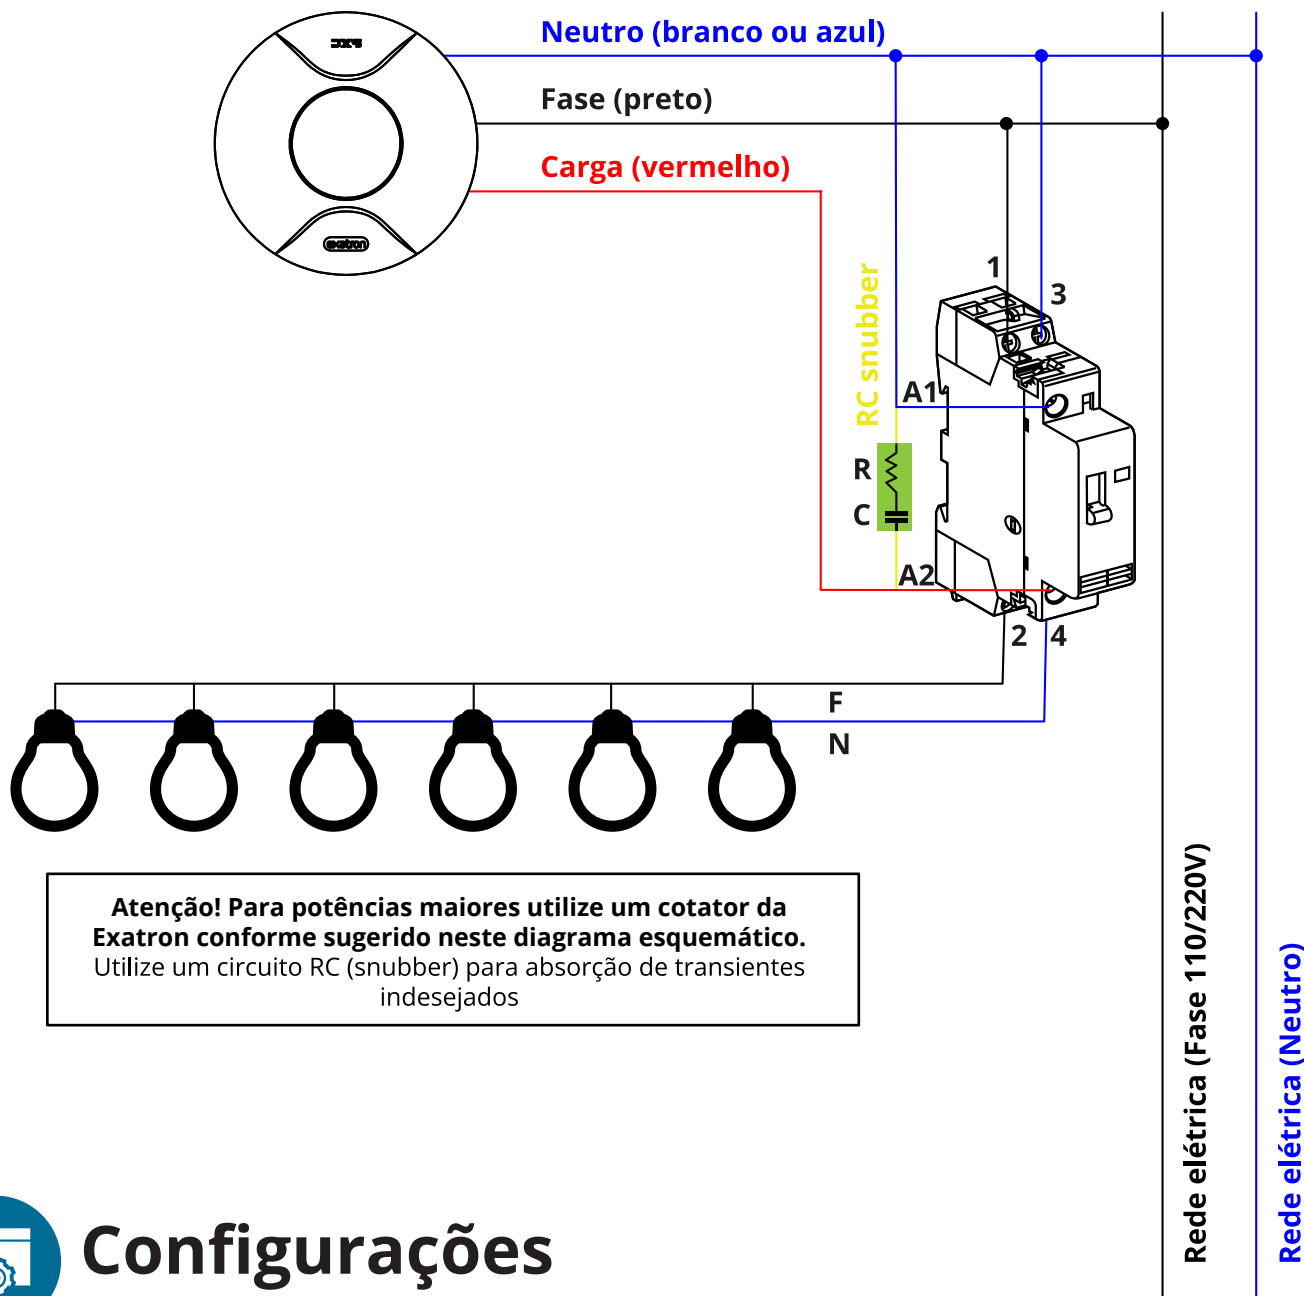 Neutro (branco ou azul)
Fase (preto)
Carga (vermelho)
exatron
1
3
RC snubber
A1
R
C
A2
2
4
F
N
Atenção! Para potências maiores utilize um cotator da
Exatron conforme sugerido neste diagrama esquemático.
Utilize um circuito RC (snubber) para absorção de transientes
indesejados
Rede elétrica (Fase 110/220V)
Rede elétrica (Neutro)
Configurações